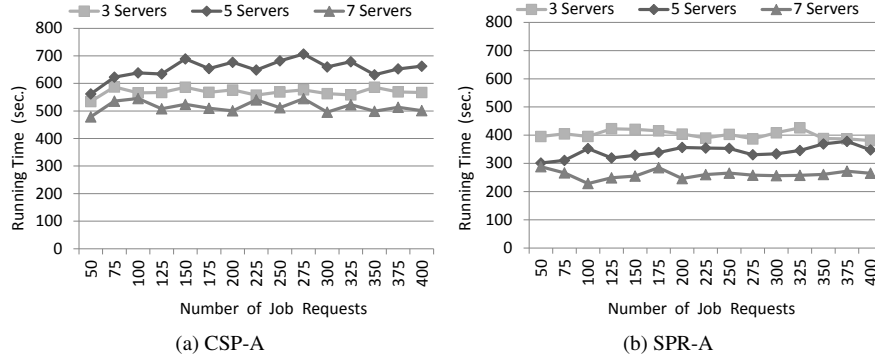 3 Servers 5 Servers 7 Servers
800
700
600
500
400
300
200
100
0
Running Time (sec.)
50 75 100 125 150 175 200 225 250 275 300 325 350 375 400
Number of Job Requests
(a) CSP-A
3 Servers 5 Servers 7 Servers
800
700
600
500
400
300
200
100
0
Running Time (sec.)
50 75 100 125 150 175 200 225 250 275 300 325 350 375 400
Number of Job Requests
(b) SPR-A